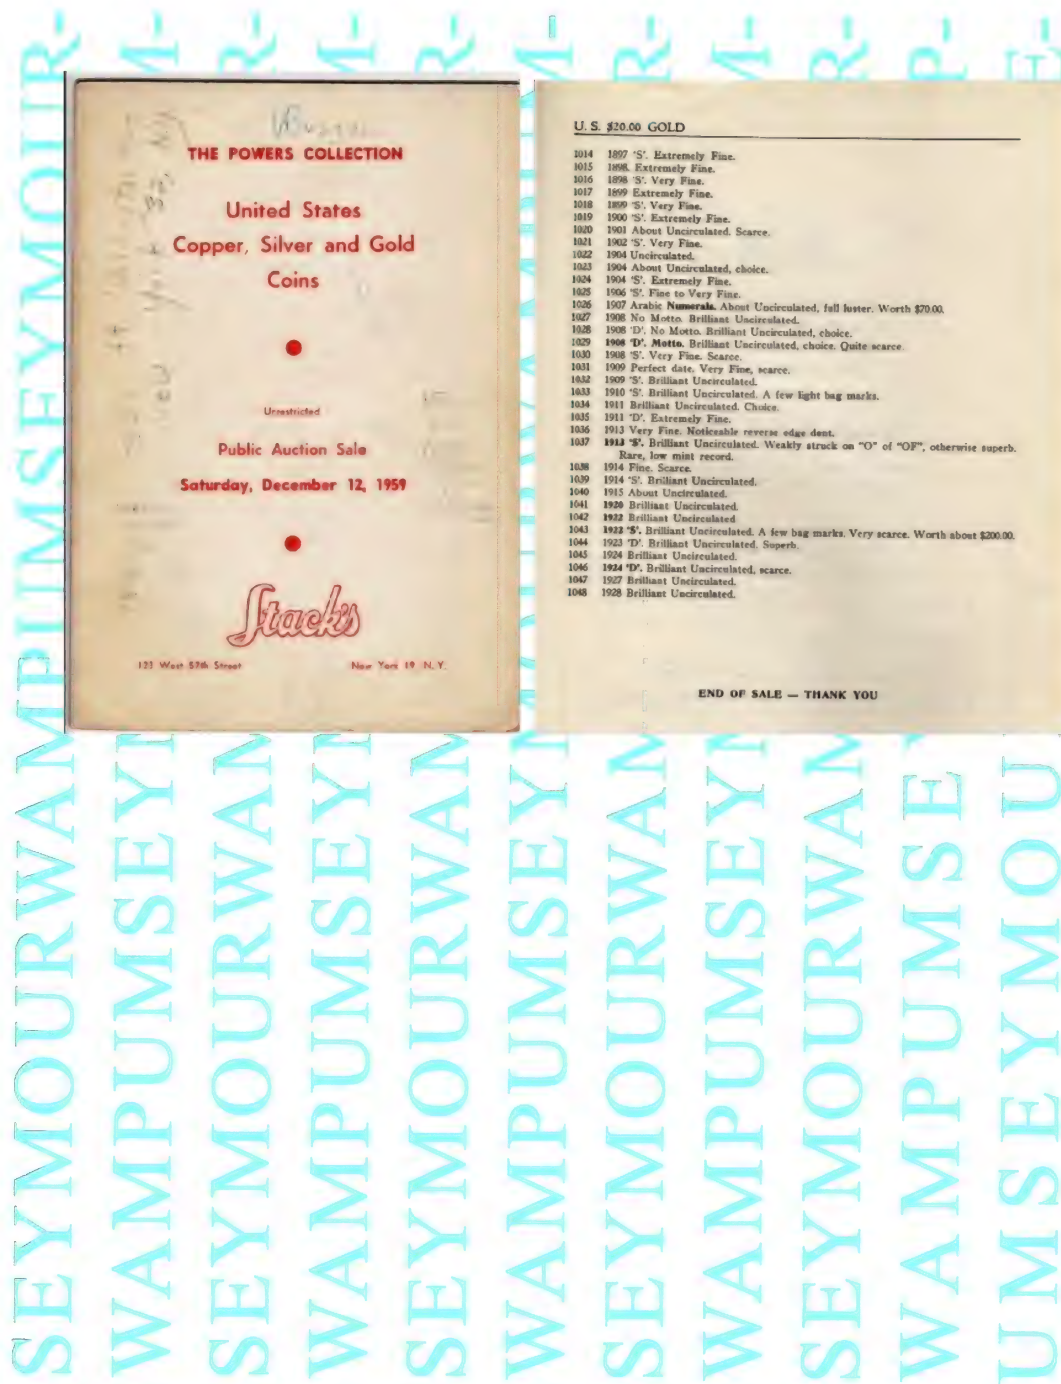 THE POWERS COLLECTION
United States
Copper, Silver and Gold
Coins
Unrestricted
Public Auction Sale
Saturday, December 12, 1959
Stack's
123 West 57th Street New York 19 N. Y.
U. S. $20.00 GOLD
1014 1897 'S'. Extremely Fine.
1015 1898. Extremely Fine.
1016 1898 'S'. Very Fine.
1017 1899 Extremely Fine.
1018 1899 'S'. Very Fine.
1019 1900 'S'. Extremely Fine.
1020 1901 About Uncirculated. Scarce.
1021 1902 'S'. Very Fine.
1022 1904 Uncirculated.
1023 1904 About Uncirculated, choice.
1024 1904 'S'. Extremely Fine.
1025 1906 'S'. Fine to Very Fine.
1026 1907 Arabic Numerals. About Uncirculated, full luster. Worth $70.00.
1027 1908 No Motto. Brilliant Uncirculated.
1028 1908 'D'. No Motto. Brilliant Uncirculated, choice.
1029 1908 'D'. Motto. Brilliant Uncirculated, choice. Quite scarce.
1030 1908 'S'. Very Fine. Scarce.
1031 1909 Perfect date. Very Fine, scarce.
1032 1909 'S'. Brilliant Uncirculated.
1033 1910 'S'. Brilliant Uncirculated. A few light bag marks.
1034 1911 Brilliant Uncirculated. Choice.
1035 1911 'D'. Extremely Fine.
1036 1913 Very Fine. Noticeable reverse edge dent.
1037 1913 'S'. Brilliant Uncirculated. Weakly struck on "O" of "OF", otherwise superb.
Rare, low mint record.
1038 1914 Fine. Scarce.
1039 1914 'S'. Brilliant Uncirculated.
1040 1915 About Uncirculated.
1041 1920 Brilliant Uncirculated.
1042 1922 Brilliant Uncirculated
1043 1922 'S'. Brilliant Uncirculated. A few bag marks. Very scarce. Worth about $200.00.
1044 1923 'D'. Brilliant Uncirculated. Superb.
1045 1924 Brilliant Uncirculated.
1046 1924 'D'. Brilliant Uncirculated, scarce.
1047 1927 Brilliant Uncirculated.
1048 1928 Brilliant Uncirculated.
END OF SALE — THANK YOU
SEYMOURWAMPUMSEYMOUR-
WAMPUMSEYM
SEYMOURWAM
WAMPUMSEYM
SEYMOURWAM
WAMPUMSEYM
SEYMOURWAM
WAMPUMSEYM
SEYMOURWAM
WAMPUMSE
UMSEYMOU